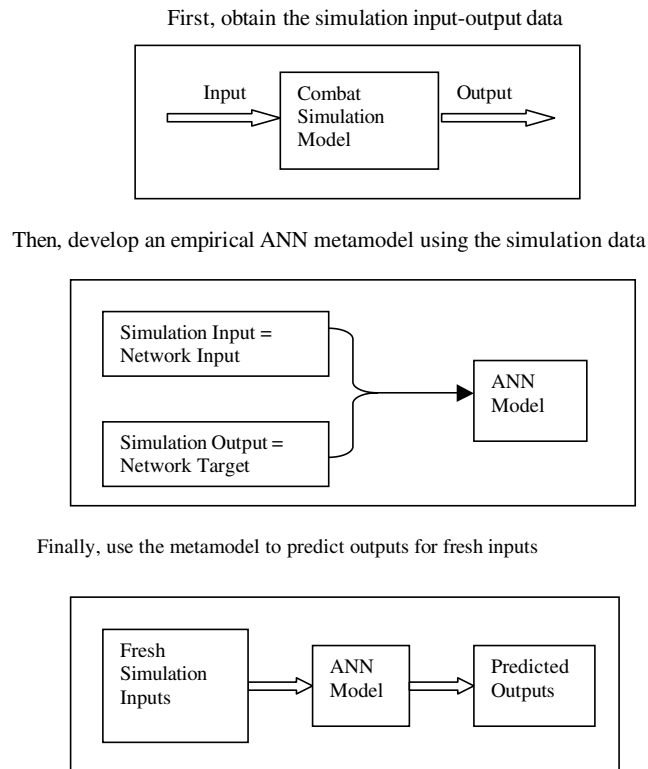 First, obtain the simulation input-output data
Input
Combat
Simulation
Model
Output
Then, develop an empirical ANN metamodel using the simulation data
Simulation Input =
Network Input
ANN
Model
Simulation Output =
Network Target
Finally, use the metamodel to predict outputs for fresh inputs
Fresh
Simulation
Inputs
ANN
Model
Predicted
Outputs